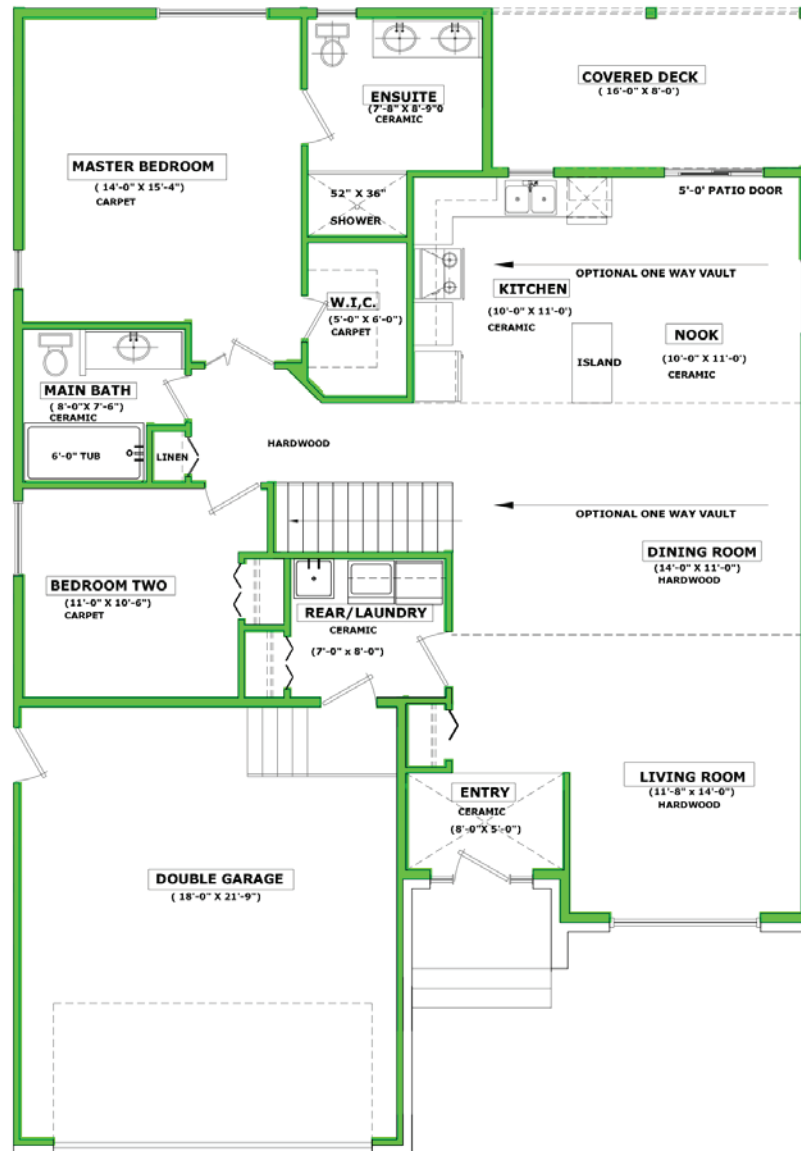 COVERED DECK
( 16'-0" X 8'-0')
ENSUITE
(7'-8" X 8'-9"0
CERAMIC
MASTER BEDROOM
( 14'-0" X 15'-4")
CARPET
52" X 36"
SHOWER
5'-0' PATIO DOOR
OPTIONAL ONE WAY VAULT
KITCHEN
(10'-0" X 11'-0')
CERAMIC
W.I,C.
(5'-0" X 6'-0")
CARPET
NOOK
(10'-0" X 11'-0')
CERAMIC
ISLAND
MAIN BATH
( 8'-0"X 7'-6")
CERAMIC
6'-0" TUB
LINEN
HARDWOOD
OPTIONAL ONE WAY VAULT
DINING ROOM
(14'-0" X 11'-0')
HARDWOOD
BEDROOM TWO
(11'-0" X 10'-6")
CARPET
REAR/LAUNDRY
CERAMIC
(7'-0" x 8'-0")
LIVING ROOM
(11'-8" x 14'-0")
HARDWOOD
ENTRY
CERAMIC
(8'-0"X 5'-0")
DOUBLE GARAGE
( 18'-0" X 21'-9")